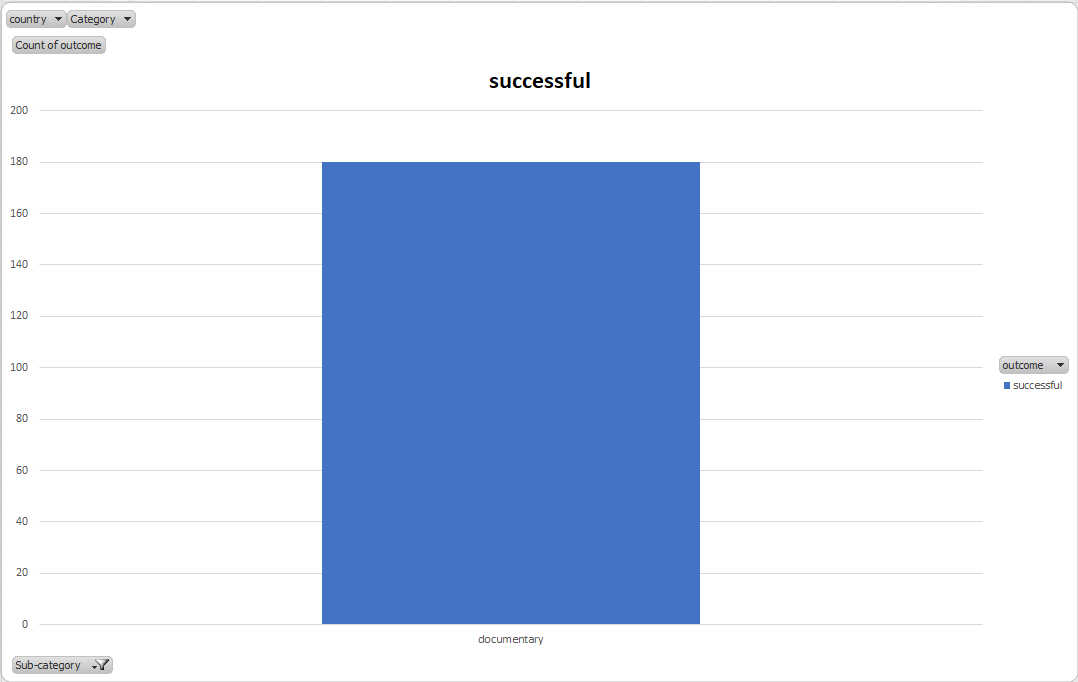 country Category
Count of outcome
successful
200
180
160
140
120
100
80
60
40
20
0
outcome
successful
documentary
Sub-category